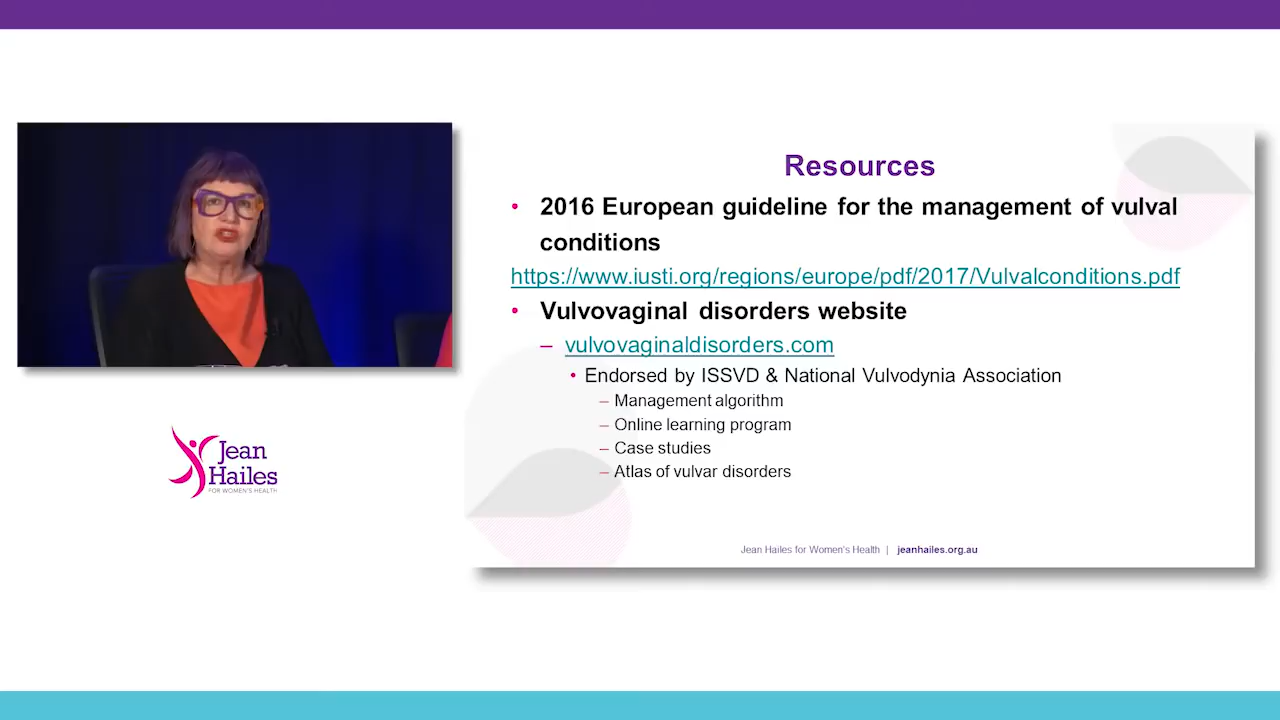 Resources
• 2016 European guideline for the management of vulval
conditions
https://www.iusti.org/regions/europe/pdf/2017/Vulvalconditions.pdf
• Vulvovaginal disorders website
– vulvovaginaldisorders.com
• Endorsed by ISSVD & National Vulvodynia Association
– Management algorithm
– Online learning program
– Case studies
– Atlas of vulvar disorders
Jean Hailes for Women's Health | jeanhailes.org.au
Jean
Hailes
FOR WOMEN'S HEALTH